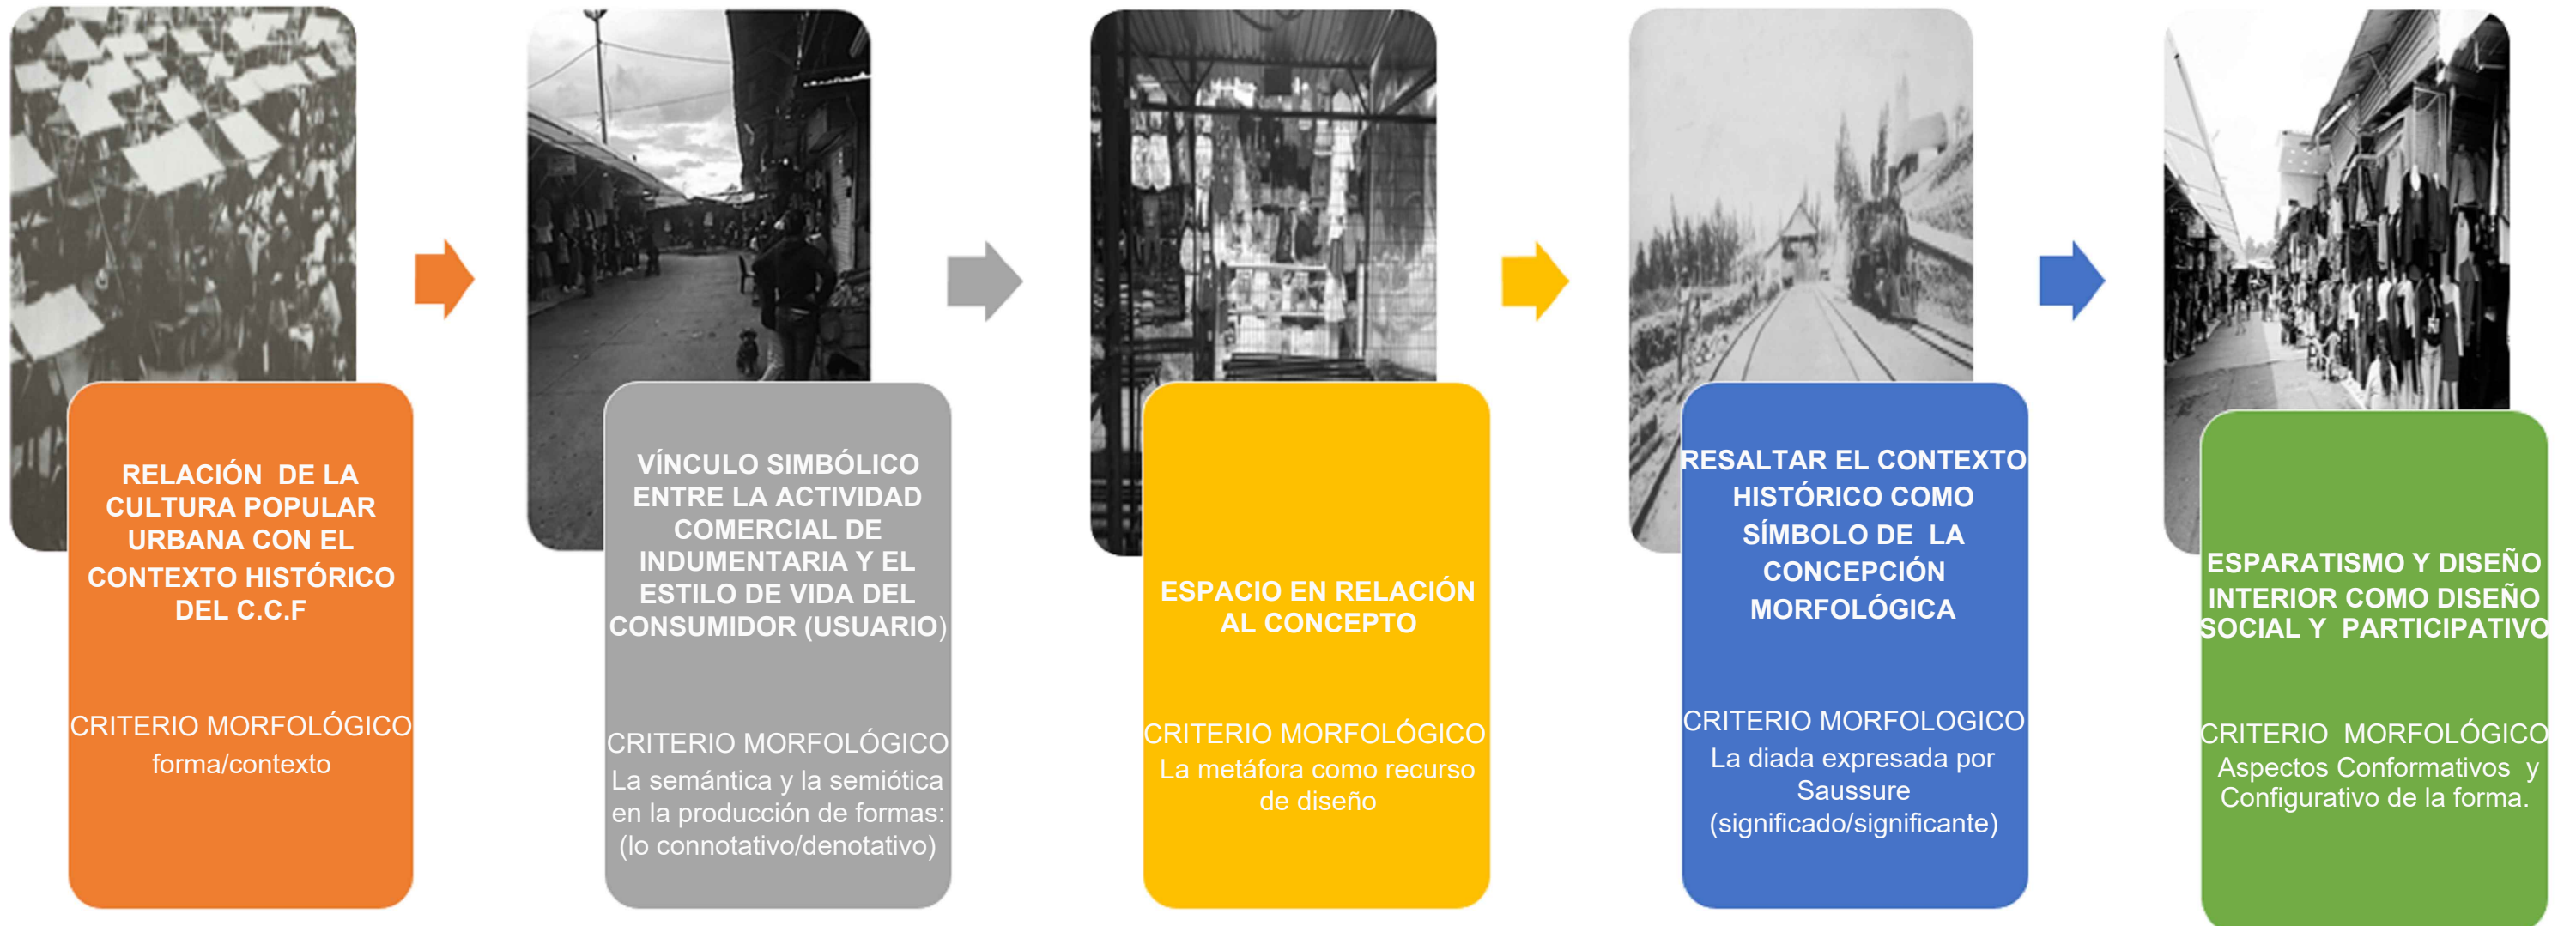 RELACIÓN DE LA
CULTURA POPULAR
URBANA CON EL
CONTEXTO HISTÓRICO
DEL C.C.F
CRITERIO MORFOLÓGICO
forma/contexto
VÍNCULO SIMBÓLICO
ENTRE LA ACTIVIDAD
COMERCIAL DE
INDUMENTARIA Y EL
ESTILO DE VIDA DEL
CONSUMIDOR (USUARIO)
CRITERIO MORFOLÓGICO
La semántica y la semiótica
en la producción de formas:
(lo connotativo/denotativo)
ESPACIO EN RELACIÓN
AL CONCEPTO
CRITERIO MORFOLÓGICO
La metáfora como recurso
de diseño
RESALTAR EL CONTEXTO
HISTÓRICO COMO
SÍMBOLO DE LA
CONCEPCIÓN
MORFOLÓGICA
CRITERIO MORFOLOGICO
La diada expresada por
Saussure
(significado/significante)
ESPARATISMO Y DISEÑO
INTERIOR COMO DISEÑO
SOCIAL Y PARTICIPATIVO
CRITERIO MORFOLÓGICO
Aspectos Conformativos y
Configurativo de la forma.